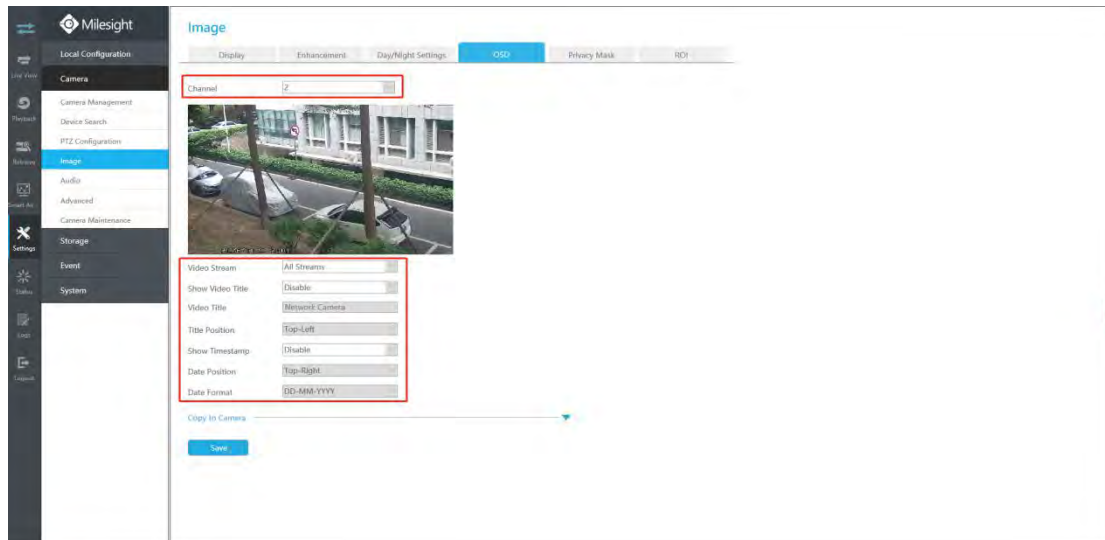 Milesight
Image
Local Configuration
Display Enhancement Day/Night Settings OSD Privacy Mask ROI
Live View
Camera
Channel 2
Camera Management
Playback
Device Search
PTZ Configuration
Retrieve
Image
Audio
Advanced
Camera Maintenance
Settings
Storage
Event
Video Stream All Streams
Status
System
Show Video Title Disable
Video Title Network Camera
Logs
Title Position Top-Left
Show Timestamp Disable
Logout
Date Position Top-Right
Date Format DD-MM-YYYY
Copy to Camera
Save